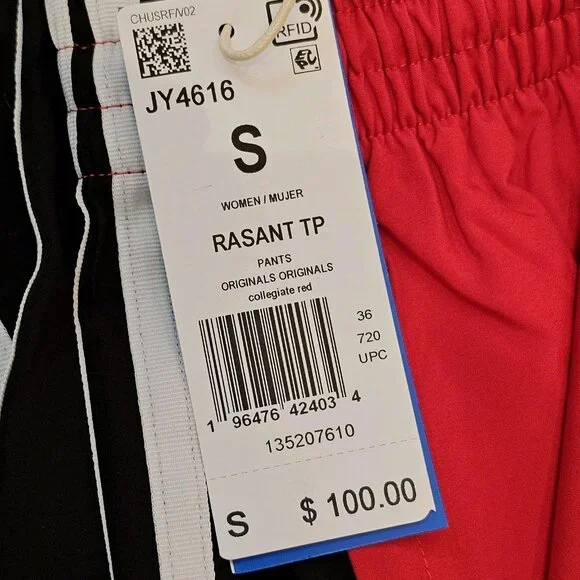 CHUSRF/V02
RFID
EPC
JY4616
S
WOMEN / MUJER
RASANT TP
PANTS
ORIGINALS ORIGINALS
collegiate red
36
720
UPC
1 96476 42403 4
135207610
S $ 100.00